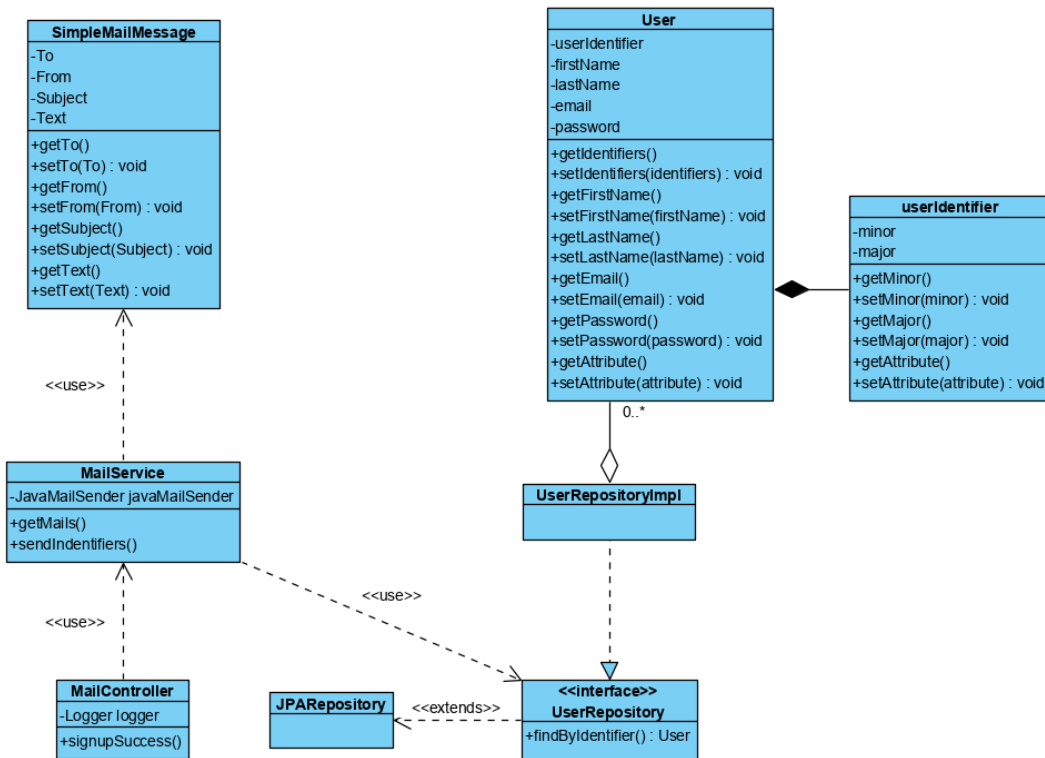 SimpleMailMessage
-To
-From
-Subject
-Text
+getTo()
+setTo(To) : void
+getFrom()
+setFrom(From) : void
+getSubject()
+setSubject(Subject) : void
+getText()
+setText(Text) : void
User
-userIdentifier
-firstName
-lastName
-email
-password
+getIdentifiers()
+setIdentifiers(identifiers) : void
+getFirstName()
+setFirstName(firstName) : void
+getLastName()
+setLastName(lastName) : void
+getEmail()
+setEmail(email) : void
+getPassword()
+setPassword(password) : void
+getAttribute()
+setAttribute(attribute) : void
userIdentifier
-minor
-major
+getMinor()
+setMinor(minor) : void
+getMajor()
+setMajor(major) : void
+getAttribute()
+setAttribute(attribute) : void
<<use>>
0..*
MailService
-JavaMailSender javaMailSender
+getMails()
+sendIndentifiers()
UserRepositoryImpl
<<use>>
<<use>>
MailController
-Logger logger
+signupSuccess()
JPARepository
<<extends>>
<<interface>>
UserRepository
+findByIdentifier() : User